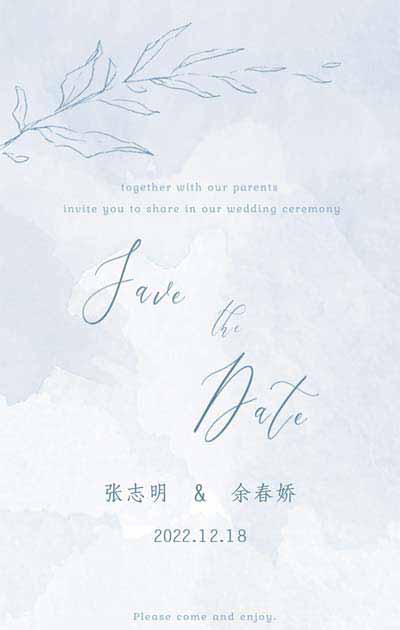 together with our parents
invite you to share in our wedding ceremony
Save
the
Date
张志明 & 余春娇
2022.12.18
Please come and enjoy.